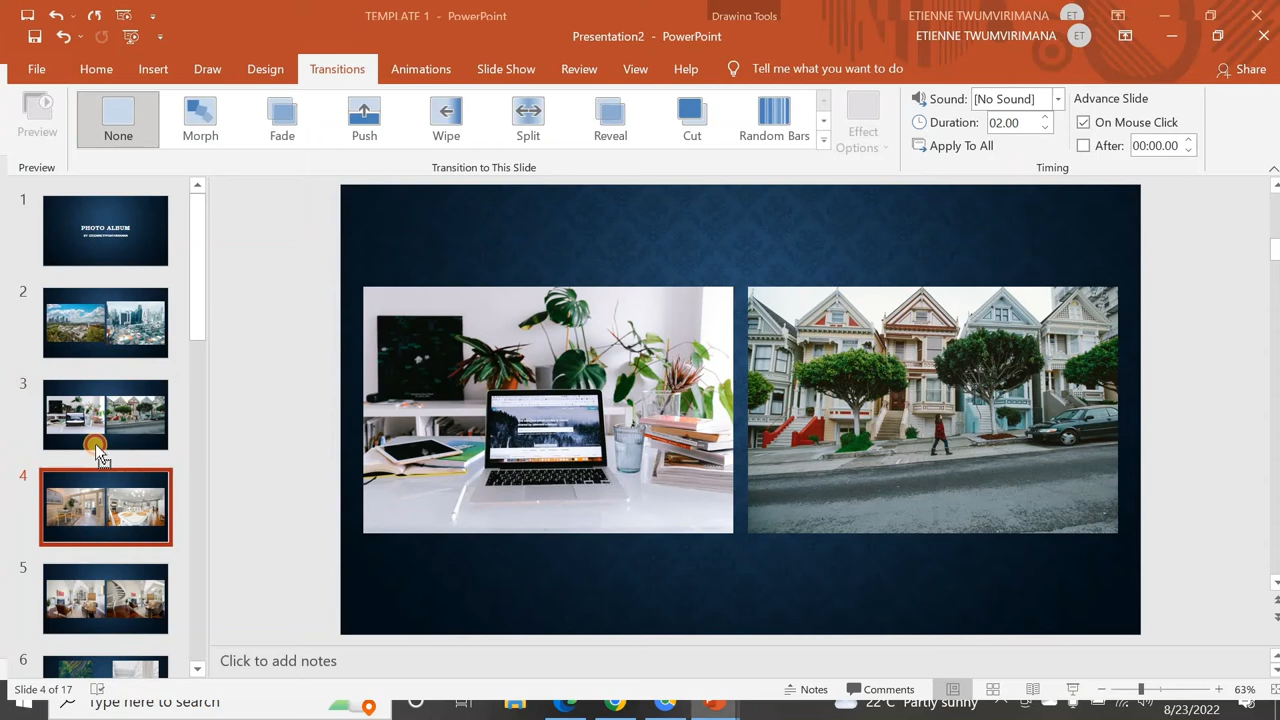 TEMPLATE 1 - PowerPoint
Drawing Tools
ETIENNE TWUMVIRIMANA ET
Presentation2 - PowerPoint
ETIENNE TWUMVIRIMANA ET
File Home Insert Draw Design Transitions Animations Slide Show Review View Help Tell me what you want to do Share
Preview
None Morph Fade Push Wipe Split Reveal Cut Random Bars
Effect
Options
Sound: [No Sound]
Duration: 02.00
Apply To All
Advance Slide
On Mouse Click
After: 00:00.00
Preview
Transition to This Slide
Timing
1
PHOTO ALBUM
2
3
4
5
6
Click to add notes
Slide 4 of 17
Notes Comments 63%
Type here to search
22°C Partly sunny
8/23/2022